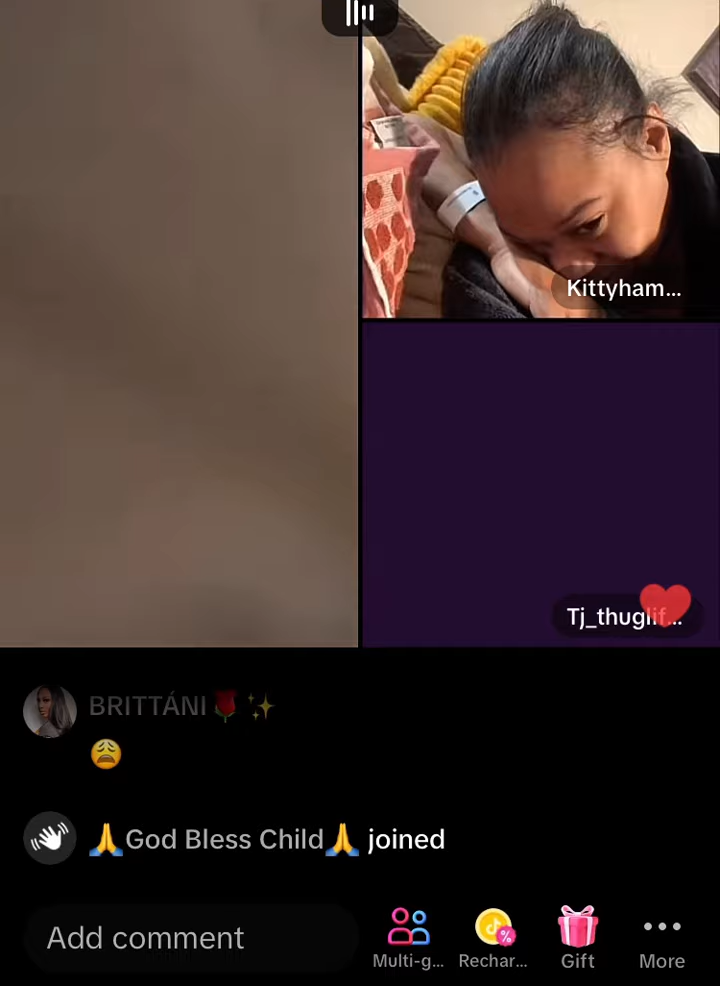 Kittyham...
Tj_thuglif...
BRITTÁNI🌹✨
😩
🙏God Bless Child🙏 joined
Add comment
Multi-g...
Rechar...
Gift
More